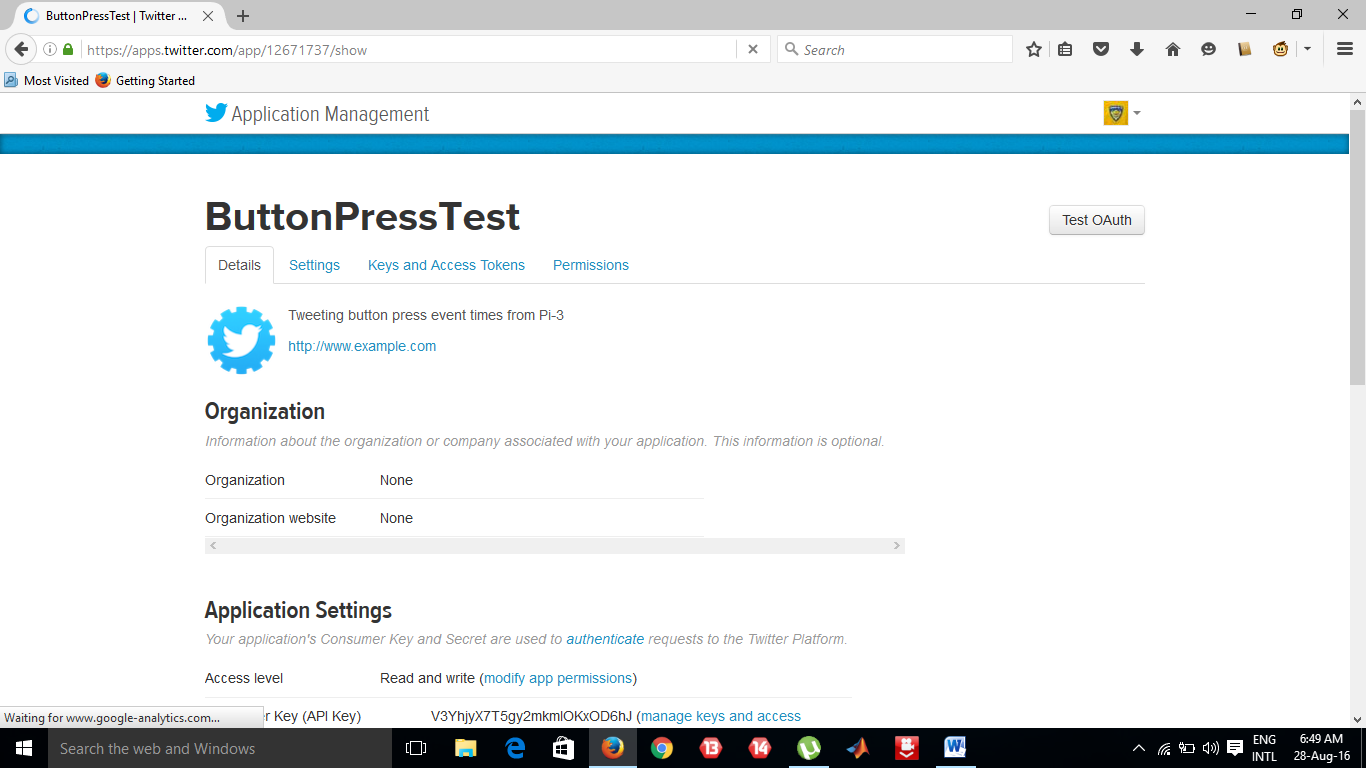 ButtonPressTest | Twitter ...
https://apps.twitter.com/app/12671737/show
Search
Most Visited Getting Started
Application Management
ButtonPressTest
Test OAuth
Details Settings Keys and Access Tokens Permissions
Tweeting button press event times from Pi-3
http://www.example.com
Organization
Information about the organization or company associated with your application. This information is optional.
Organization None
Organization website None
Application Settings
Your application's Consumer Key and Secret are used to authenticate requests to the Twitter Platform.
Access level Read and write (modify app permissions)
er Key (API Key) V3YhjyX7T5gy2mkmlOKxOD6hJ (manage keys and access
Waiting for www.google-analytics.com...
Search the web and Windows
13
14
ENG
INTL
6:49 AM
28-Aug-16